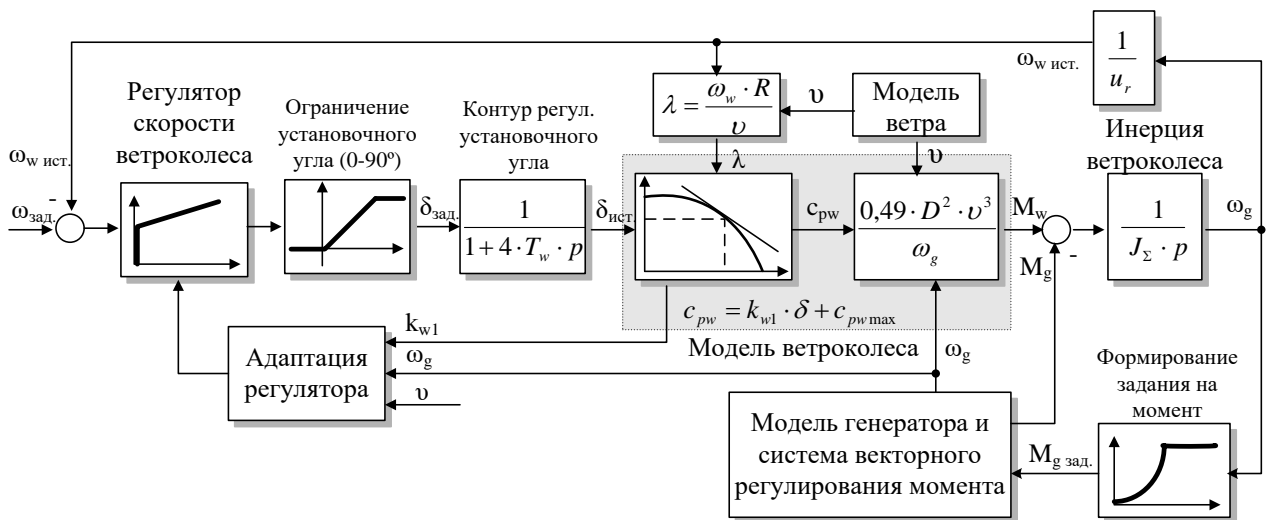 Регулятор
скорости
ветроколеса
Ограничение
установочного
угла (0-90º)
Контур регул.
установочного
угла
λ = ω_w · R / υ
υ
Модель
ветра
ω_w ист.
1 / u_r
Инерция
ветроколеса
ω_w ист.
-
ω_зад.
δ_зад.
1 / (1 + 4 · T_w · p)
δ_ист.
λ
υ
c_pw
0,49 · D² · υ³ / ω_g
M_w
M_g
-
1 / (J_Σ · p)
ω_g
c_pw = k_w1 · δ + c_pw max
Модель ветроколеса
ω_g
k_w1
ω_g
υ
Адаптация
регулятора
Модель генератора и
система векторного
регулирования момента
M_g зад.
Формирование
задания на
момент